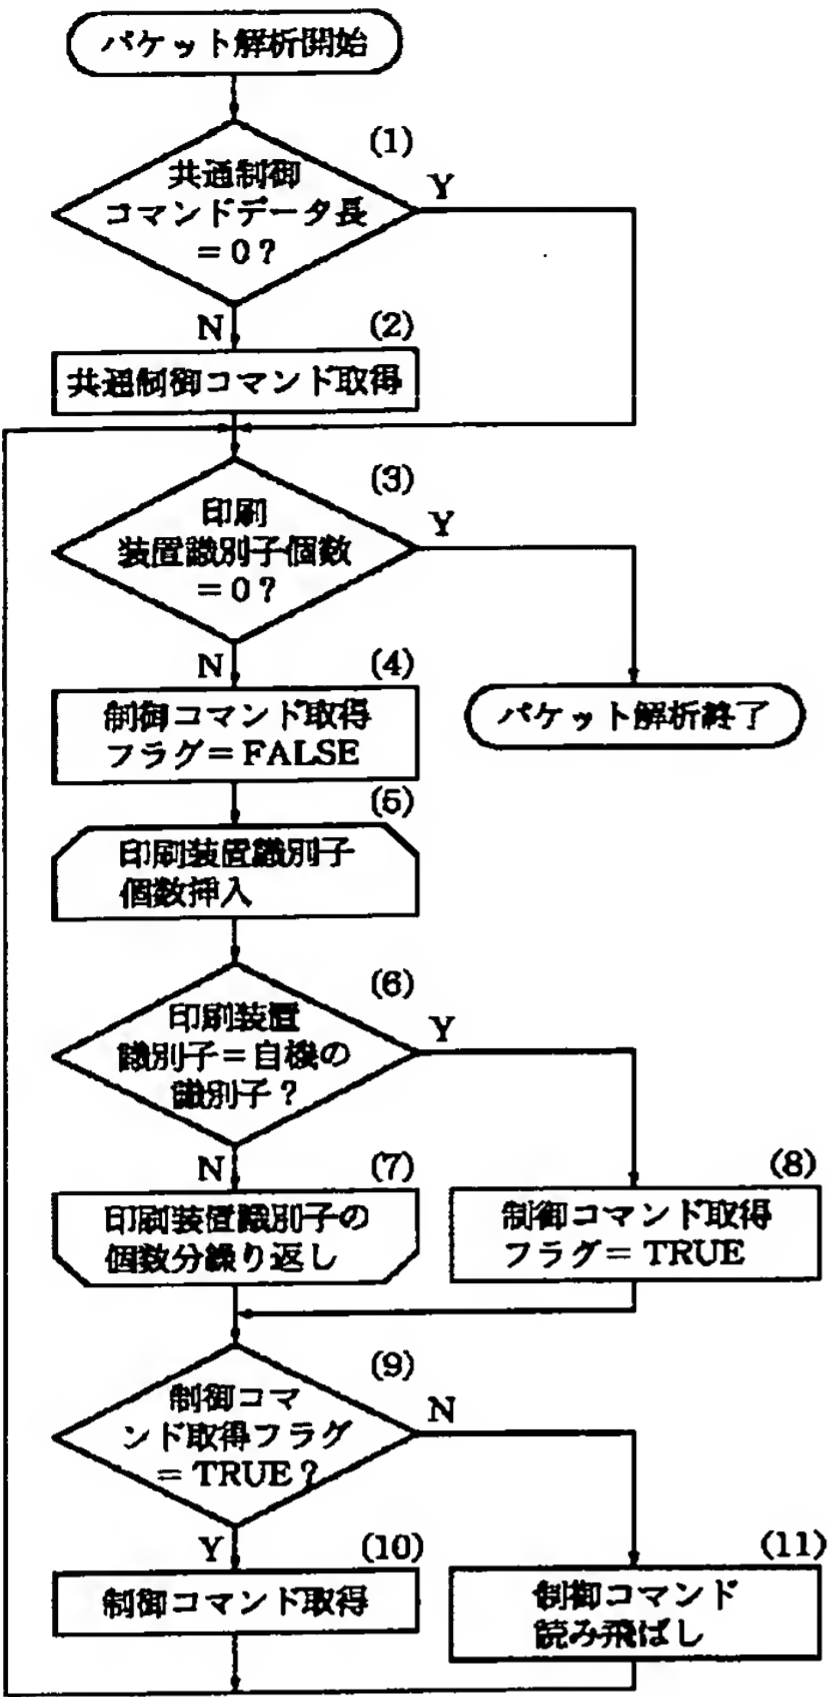 パケット解析開始
(1)
共通制御
コマンドデータ長
=0?
Y
N
(2)
共通制御コマンド取得
(3)
印刷
装置識別子個数
=0?
Y
N
(4)
制御コマンド取得
フラグ=FALSE
パケット解析終了
(5)
印刷装置識別子
個数挿入
(6)
印刷装置
識別子=自機の
識別子?
Y
N
(7)
印刷装置識別子の
個数分繰り返し
(8)
制御コマンド取得
フラグ=TRUE
(9)
制御コマ
ンド取得フラグ
=TRUE?
N
Y
(10)
制御コマンド取得
(11)
制御コマンド
読み飛ばし